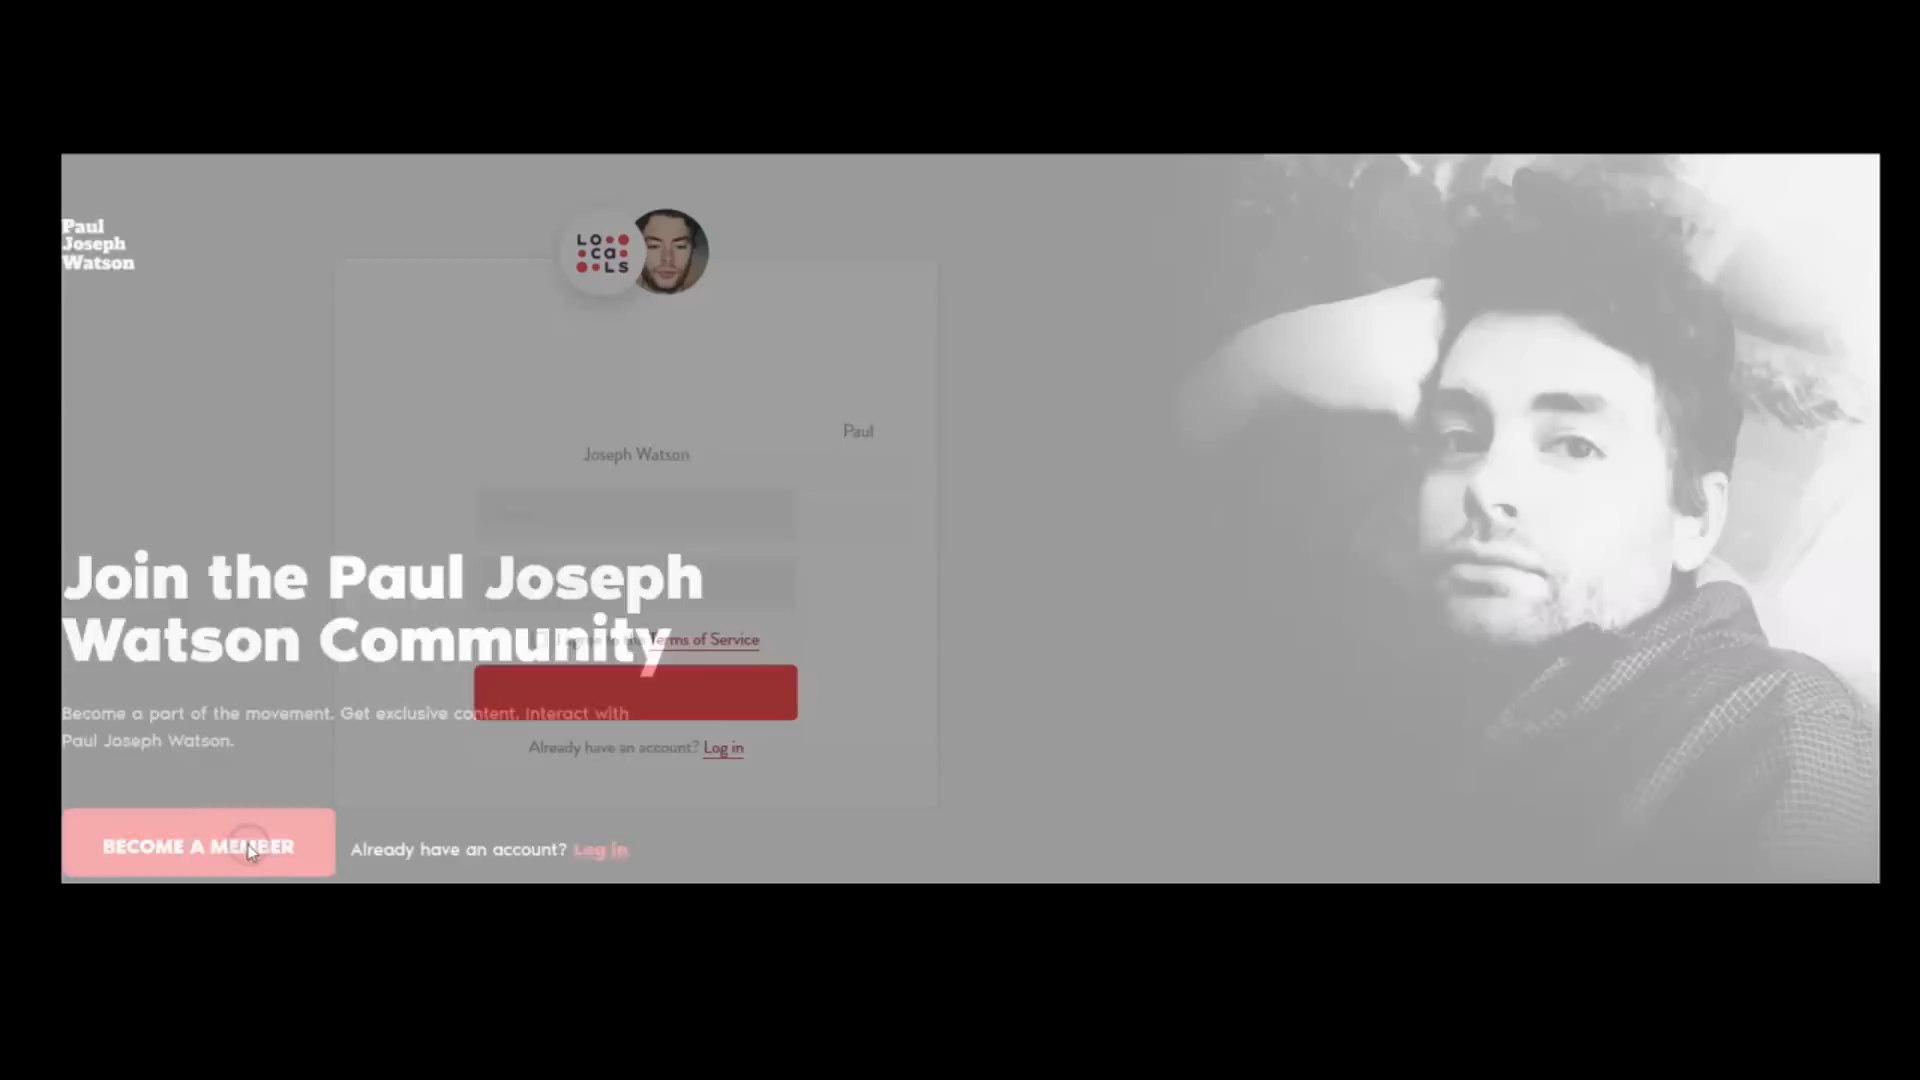 Paul
Joseph
Watson
LO
ca
LS
Paul
Joseph Watson
Join the Paul Joseph
Watson Community
Terms of Service
Become a part of the movement. Get exclusive content. Interact with
Paul Joseph Watson.
Already have an account? Log in
BECOME A MEMBER
Already have an account? Log in